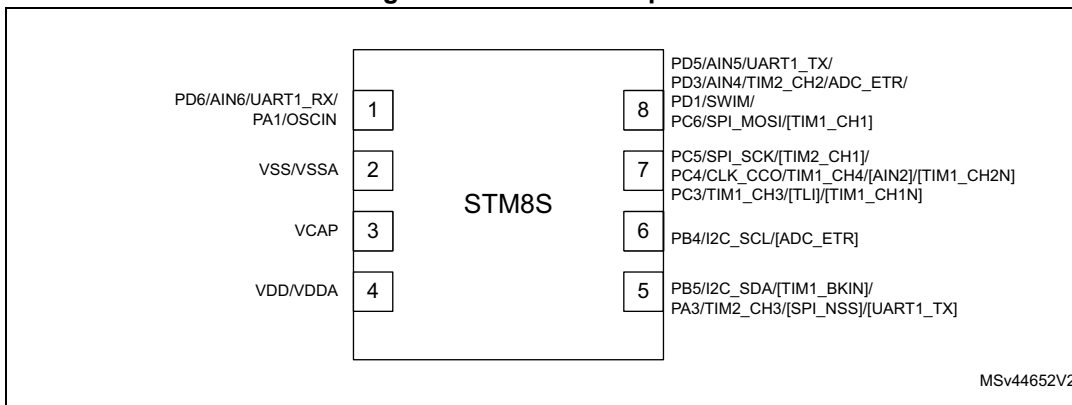 PD6/AIN6/UART1_RX/
PA1/OSCIN
1
VSS/VSSA
2
VCAP
3
VDD/VDDA
4
STM8S
PD5/AIN5/UART1_TX/
PD3/AIN4/TIM2_CH2/ADC_ETR/
PD1/SWIM/
PC6/SPI_MOSI/[TIM1_CH1]
8
PC5/SPI_SCK/[TIM2_CH1]/
PC4/CLK_CCO/TIM1_CH4/[AIN2]/[TIM1_CH2N]
PC3/TIM1_CH3/[TLI]/[TIM1_CH1N]
7
PB4/I2C_SCL/[ADC_ETR]
6
PB5/I2C_SDA/[TIM1_BKIN]/
PA3/TIM2_CH3/[SPI_NSS]/[UART1_TX]
5
MSv44652V2